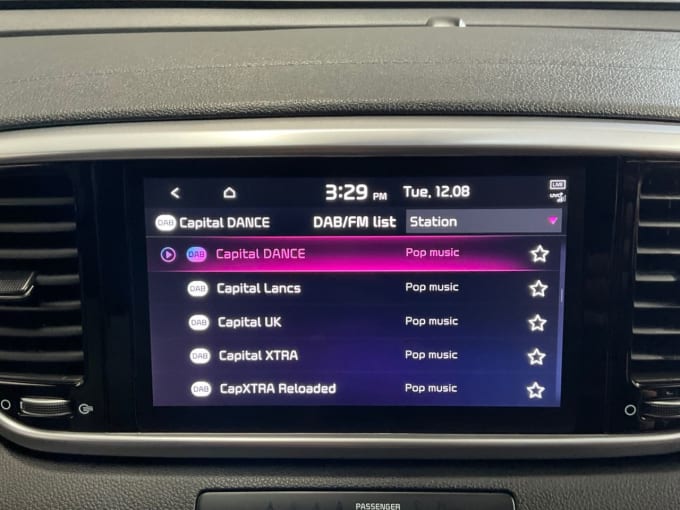 3:29 PM Tue, 12.08 LIVE
UVO
DAB Capital DANCE DAB/FM list Station
DAB Capital DANCE Pop music
DAB Capital Lancs Pop music
DAB Capital UK Pop music
DAB Capital XTRA Pop music
DAB CapXTRA Reloaded Pop music
PASSENGER